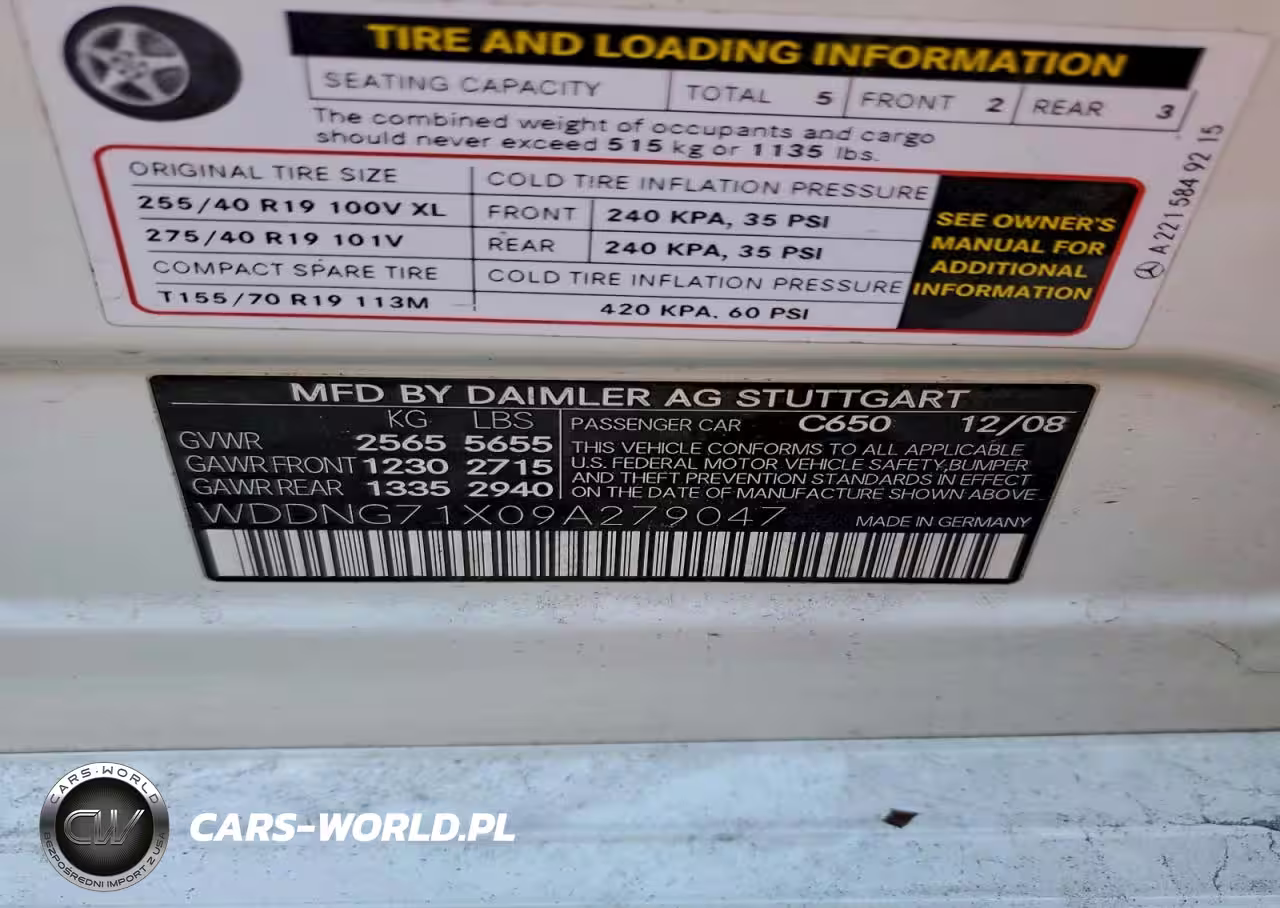 TIRE AND LOADING INFORMATION
SEATING CAPACITY TOTAL 5 FRONT 2 REAR 3
The combined weight of occupants and cargo
should never exceed 515 kg or 1135 lbs.
ORIGINAL TIRE SIZE COLD TIRE INFLATION PRESSURE
255/40 R19 100V XL FRONT 240 KPA, 35 PSI
275/40 R19 101V REAR 240 KPA, 35 PSI
COMPACT SPARE TIRE COLD TIRE INFLATION PRESSURE
T155/70 R19 113M 420 KPA. 60 PSI
SEE OWNER'S
MANUAL FOR
ADDITIONAL
INFORMATION
A 221 584 92 15
MFD BY DAIMLER AG STUTTGART
KG LBS
GVWR 2565 5655
GAWR FRONT 1230 2715
GAWR REAR 1335 2940
PASSENGER CAR C650 12/08
THIS VEHICLE CONFORMS TO ALL APPLICABLE
U.S. FEDERAL MOTOR VEHICLE SAFETY,BUMPER
AND THEFT PREVENTION STANDARDS IN EFFECT
ON THE DATE OF MANUFACTURE SHOWN ABOVE.
WDDNG71X09A279047 MADE IN GERMANY
CARS-WORLD
CW
BEZPOŚREDNI IMPORT Z USA
CARS-WORLD.PL